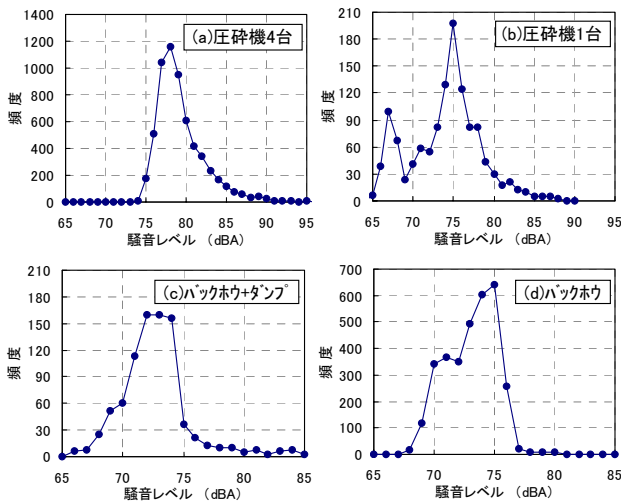 (a)圧砕機4台
頻 度
1400
1200
1000
800
600
400
200
0
65 70 75 80 85 90 95
騒音レベル （dBA）
(b)圧砕機1台
頻 度
210
180
150
120
90
60
30
0
65 70 75 80 85 90 95
騒音レベル （dBA）
(c)ﾊﾞックホウ+ﾀﾞﾝﾌﾟ
頻 度
210
180
150
120
90
60
30
0
65 70 75 80 85
騒音レベル （dBA）
(d)ﾊﾞックホウ
頻 度
700
600
500
400
300
200
100
0
65 70 75 80 85
騒音レベル （dBA）